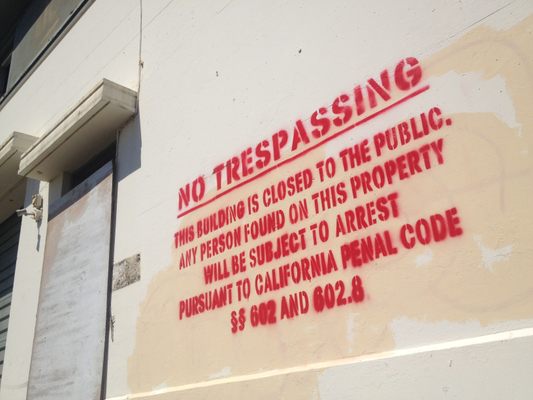 NO TRESPASSING
THIS BUILDING IS CLOSED TO THE PUBLIC.
ANY PERSON FOUND ON THIS PROPERTY
WILL BE SUBJECT TO ARREST
PURSUANT TO CALIFORNIA PENAL CODE
§§ 602 AND 602.8